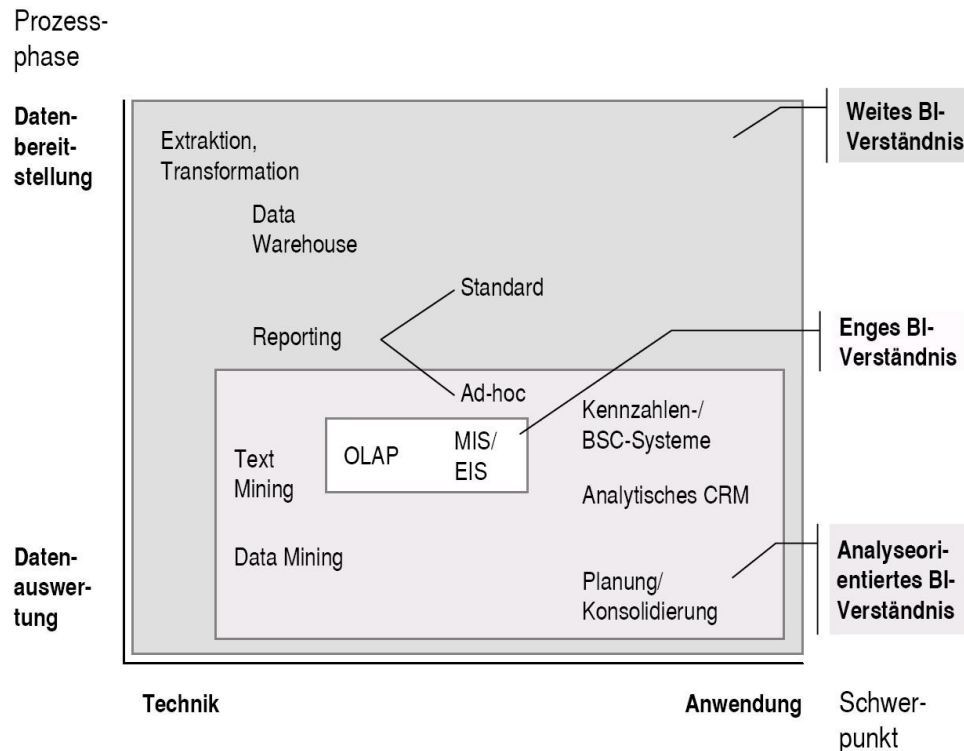 Prozess-
phase
Daten-
bereit-
stellung
Extraktion,
Transformation
Weites BI-
Verständnis
Data
Warehouse
Standard
Reporting
Enges BI-
Verständnis
Ad-hoc
Kennzahlen-/
BSC-Systeme
OLAP
MIS/
EIS
Text
Mining
Analytisches CRM
Daten-
auswer-
tung
Data Mining
Planung/
Konsolidierung
Analyseori-
entiertes BI-
Verständnis
Technik
Anwendung
Schwer-
punkt